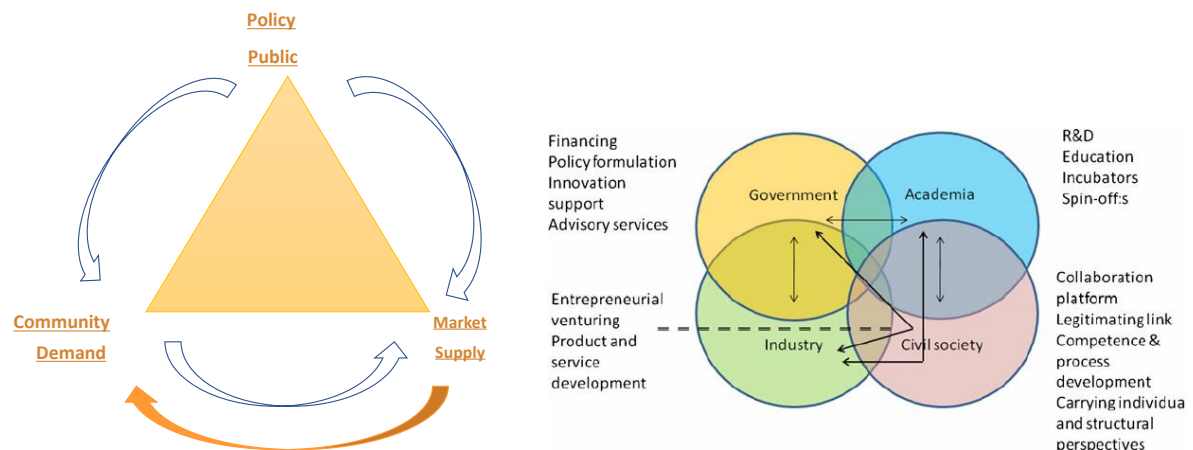 Policy
Public
Community
Demand
Market
Supply
Financing
Policy formulation
Innovation
support
Advisory services
Entrepreneurial
venturing
Product and
service
development
Government
Academia
Industry
Civil society
R&D
Education
Incubators
Spin-off:s
Collaboration
platform
Legitimating link
Competence &
process
development
Carrying individua
and structural
perspectives